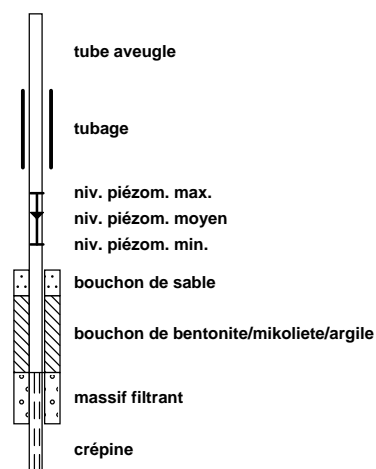 tube aveugle
tubage
niv. piézom. max.
niv. piézom. moyen
niv. piézom. min.
bouchon de sable
bouchon de bentonite/mikoliete/argile
massif filtrant
crépine